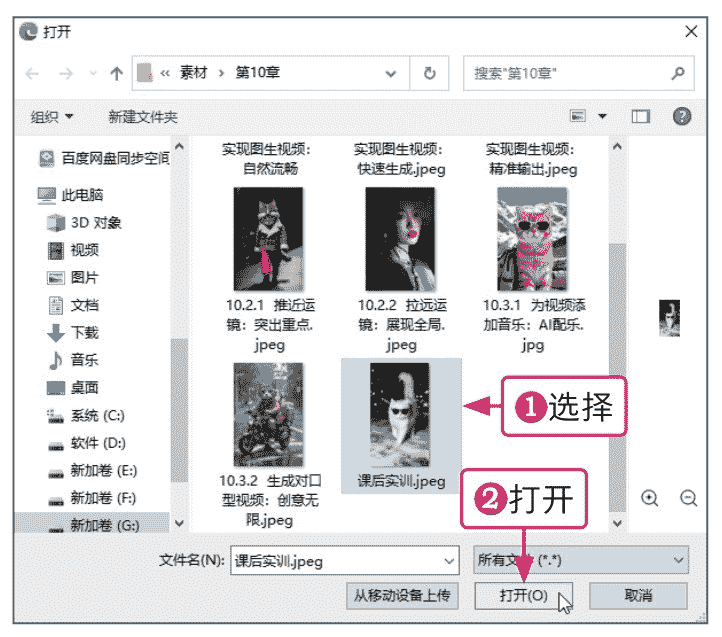 打开
« 素材 › 第10章
搜索"第10章"
组织
新建文件夹
百度网盘同步空间
此电脑
3D 对象
视频
图片
文档
下载
音乐
桌面
系统 (C:)
软件 (D:)
新加卷 (E:)
新加卷 (F:)
新加卷 (G:)
实现图生视频:
自然流畅
实现图生视频:
快速生成.jpeg
实现图生视频:
精准输出.jpeg
10.2.1 推近运
镜：突出重点.
jpeg
10.2.2 拉远运
镜：展现全局.
jpeg
10.3.1 为视频添
加音乐：AI配乐.
jpg
10.3.2 生成对口
型视频：创意无
限.jpeg
课后实训.jpeg
❶选择
❷打开
文件名(N):
课后实训.jpeg
所有文件 (*.*)
从移动设备上传
打开(O)
取消